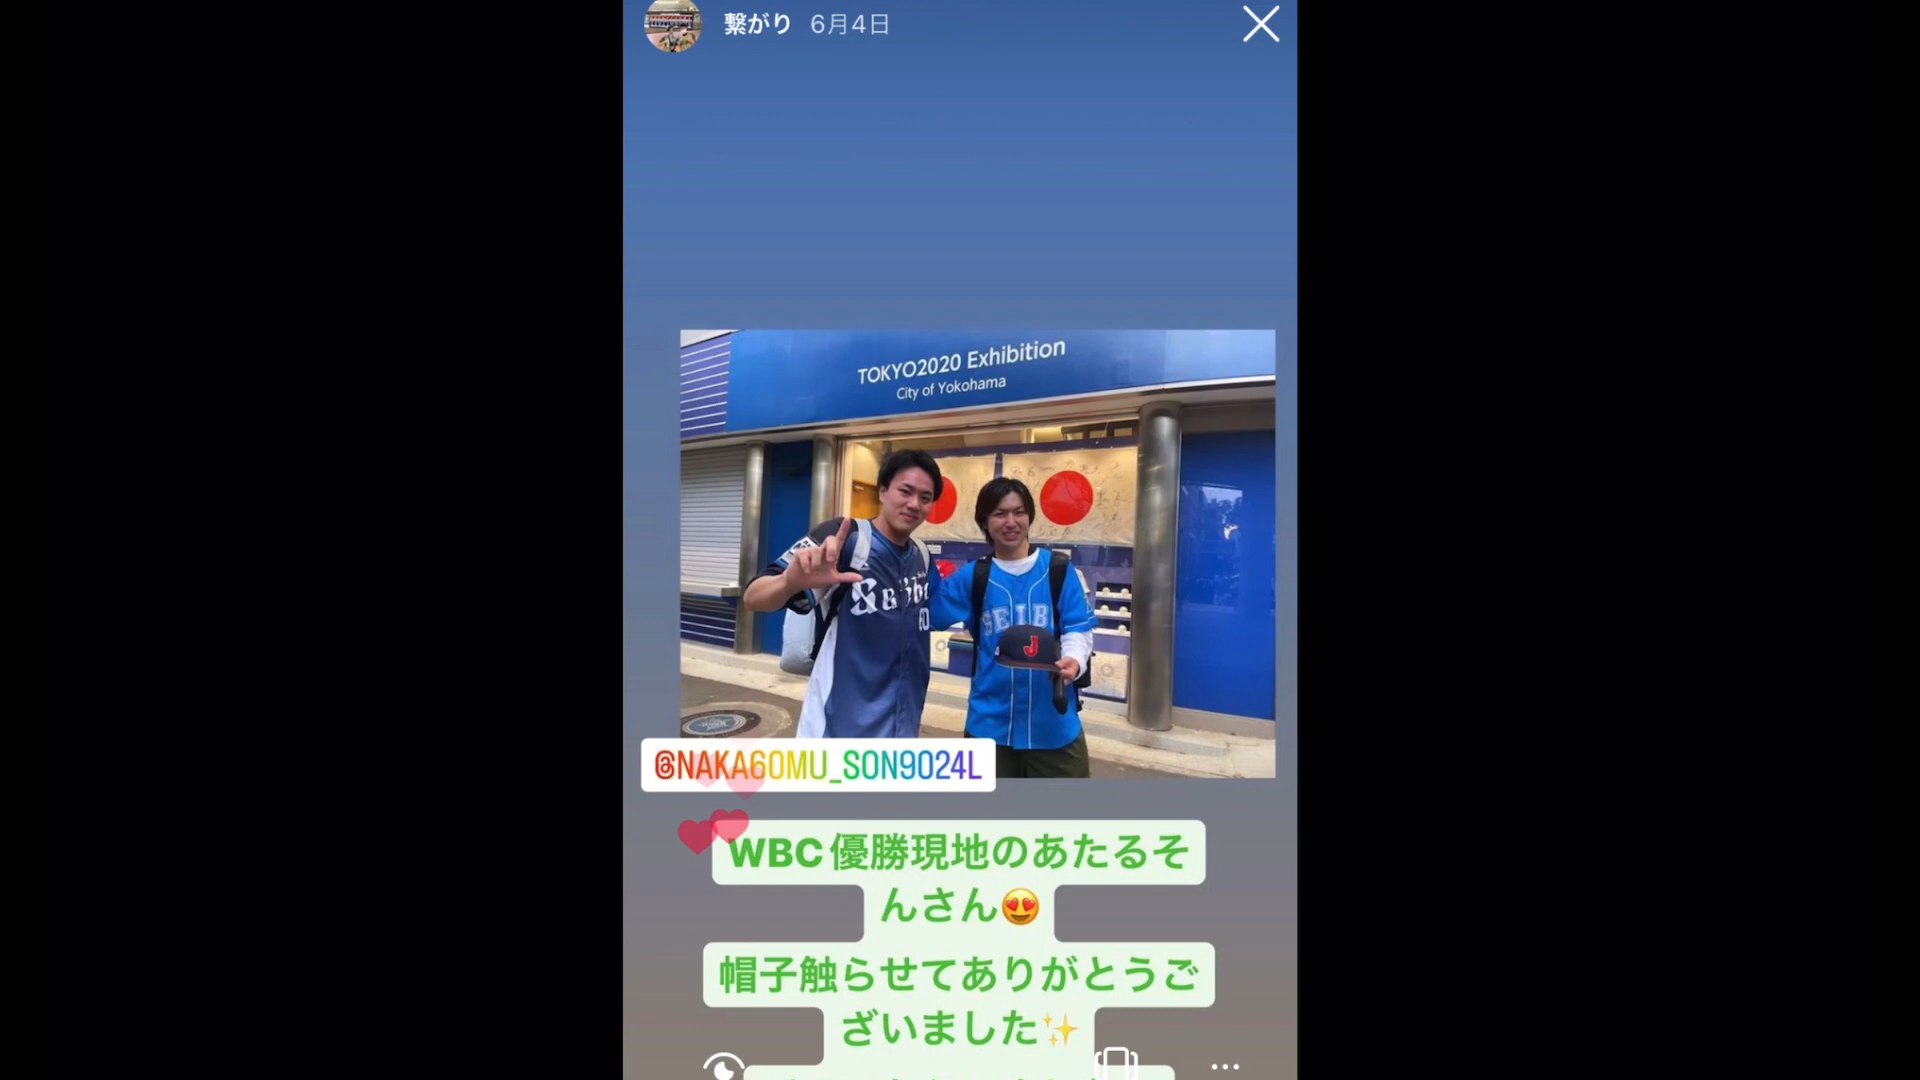 繋がり 6月4日
TOKYO2020 Exhibition
City of Yokohama
SEIB
J
@NAKA60MU_SON9024L
WBC優勝現地のあたるそ
んさん😍
帽子触らせてありがとうご
ざいました✨